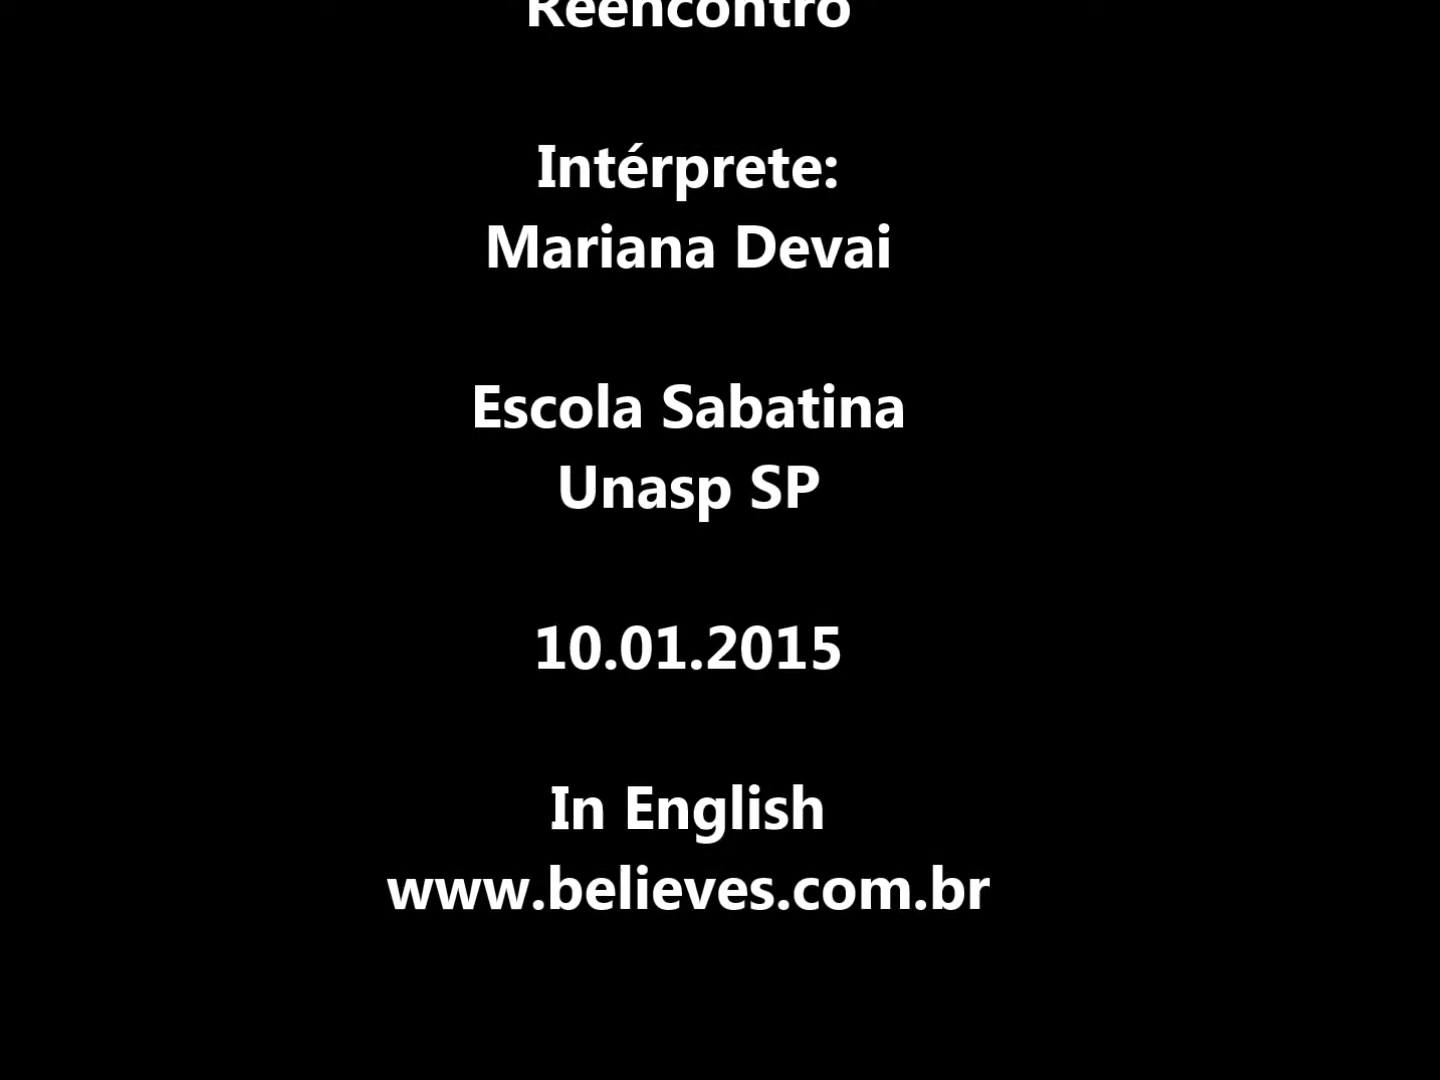 Reencontro
Intérprete:
Mariana Devai
Escola Sabatina
Unasp SP
10.01.2015
In English
www.believes.com.br